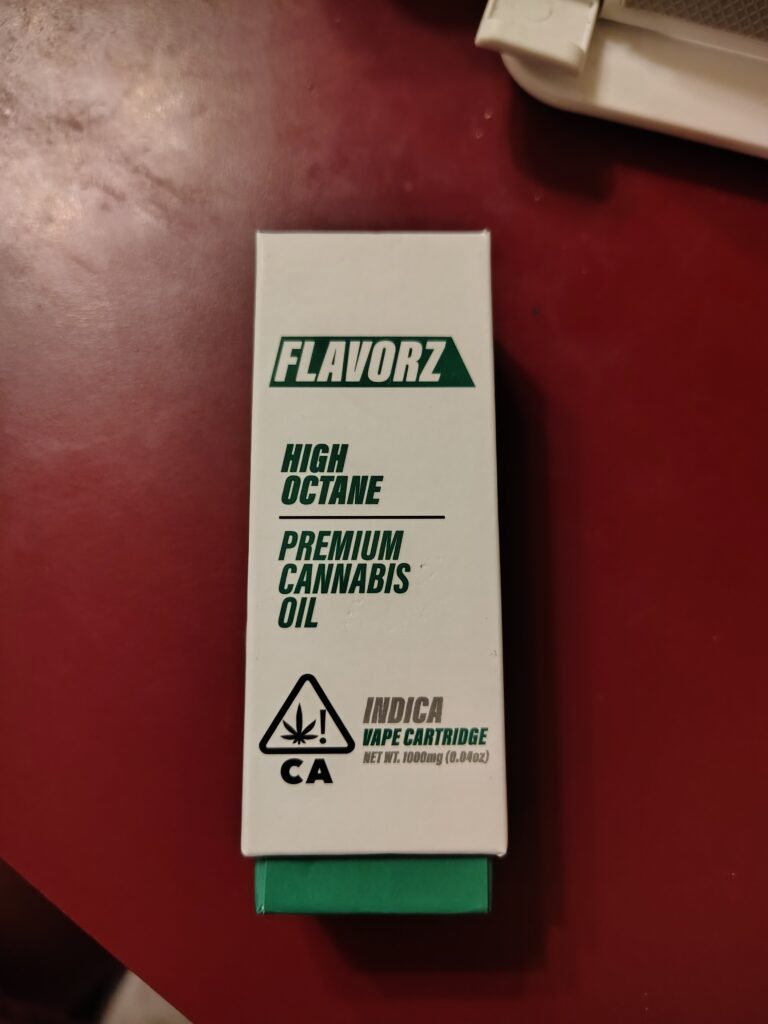 FLAVORZ
HIGH
OCTANE
PREMIUM
CANNABIS
OIL
INDICA
VAPE CARTRIDGE
NET WT. 1000mg (0.04oz)
!
CA